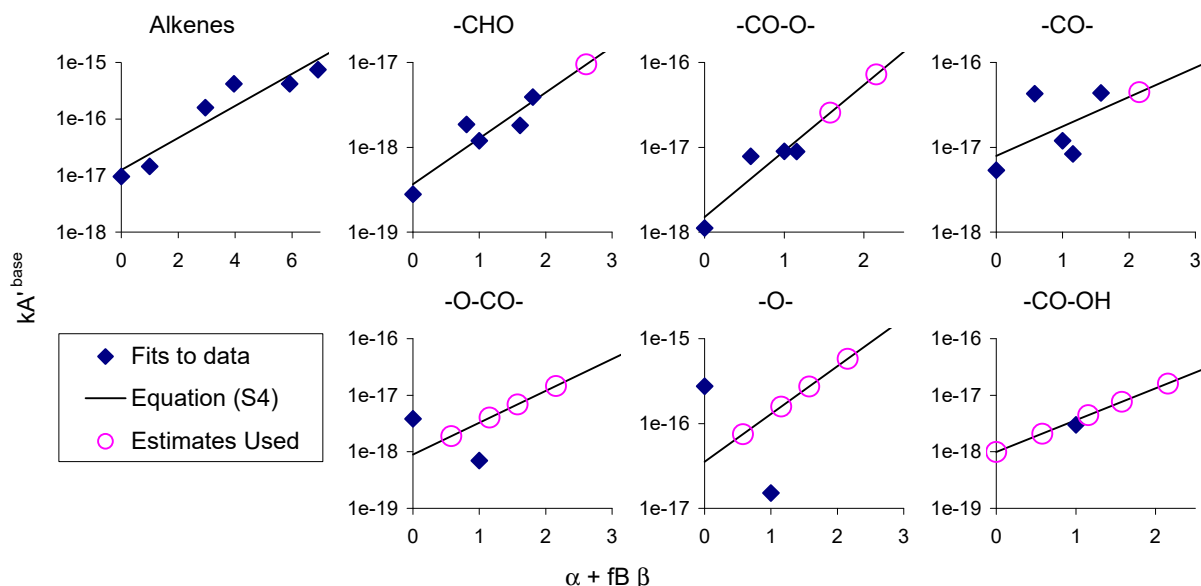 Alkenes
1e-15
1e-16
1e-17
1e-18
0 2 4 6
-CHO
1e-17
1e-18
1e-19
0 1 2 3
-CO-O-
1e-16
1e-17
1e-18
0 1 2
-CO-
1e-16
1e-17
1e-18
0 1 2 3
kA' base
Fits to data
Equation (S4)
Estimates Used
-O-CO-
1e-16
1e-17
1e-18
1e-19
0 1 2 3
-O-
1e-15
1e-16
1e-17
0 1 2 3
-CO-OH
1e-16
1e-17
1e-18
1e-19
0 1 2
α + fB β